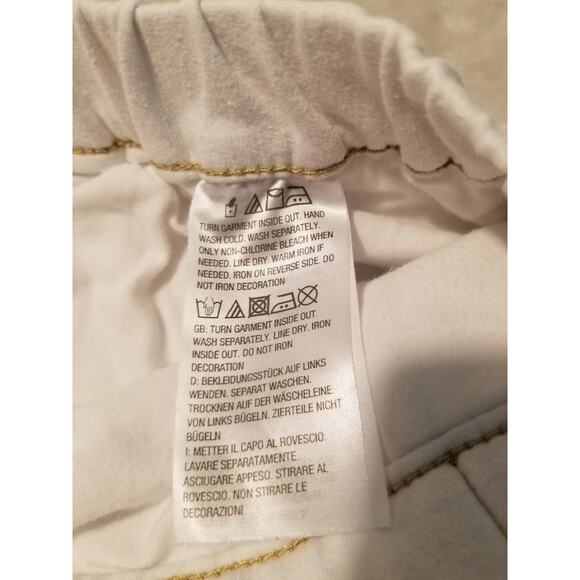 TURN GARMENT INSIDE OUT. HAND
WASH COLD. WASH SEPARATELY.
ONLY NON-CHLORINE BLEACH WHEN
NEEDED. LINE DRY. WARM IRON IF
NEEDED. IRON ON REVERSE SIDE. DO
NOT IRON DECORATION
GB: TURN GARMENT INSIDE OUT.
WASH SEPARATELY. LINE DRY. IRON
INSIDE OUT. DO NOT IRON
DECORATION
D: BEKLEIDUNGSSTÜCK AUF LINKS
WENDEN. SEPARAT WASCHEN.
TROCKNEN AUF DER WÄSCHELEINE.
VON LINKS BÜGELN. ZIERTEILE NICHT
BÜGELN
I: METTER IL CAPO AL ROVESCIO.
LAVARE SEPARATAMENTE.
ASCIUGARE APPESO. STIRARE AL
ROVESCIO. NON STIRARE LE
DECORAZIONI